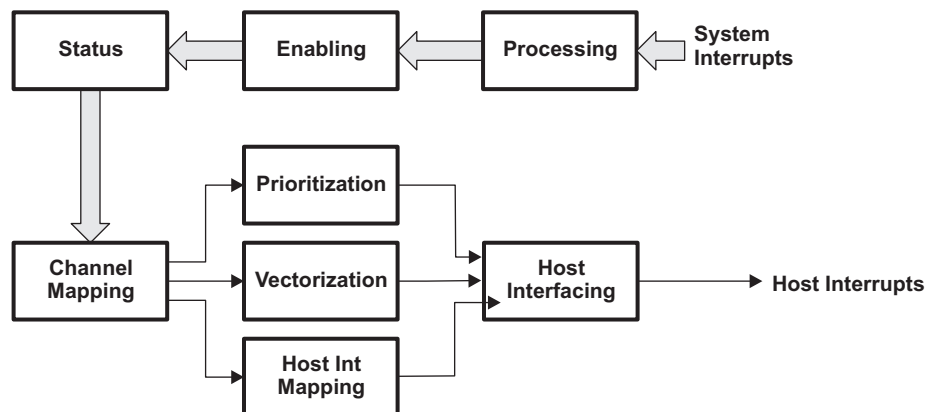 Status
Enabling
Processing
System
Interrupts
Prioritization
Channel
Mapping
Vectorization
Host
Interfacing
Host Interrupts
Host Int
Mapping